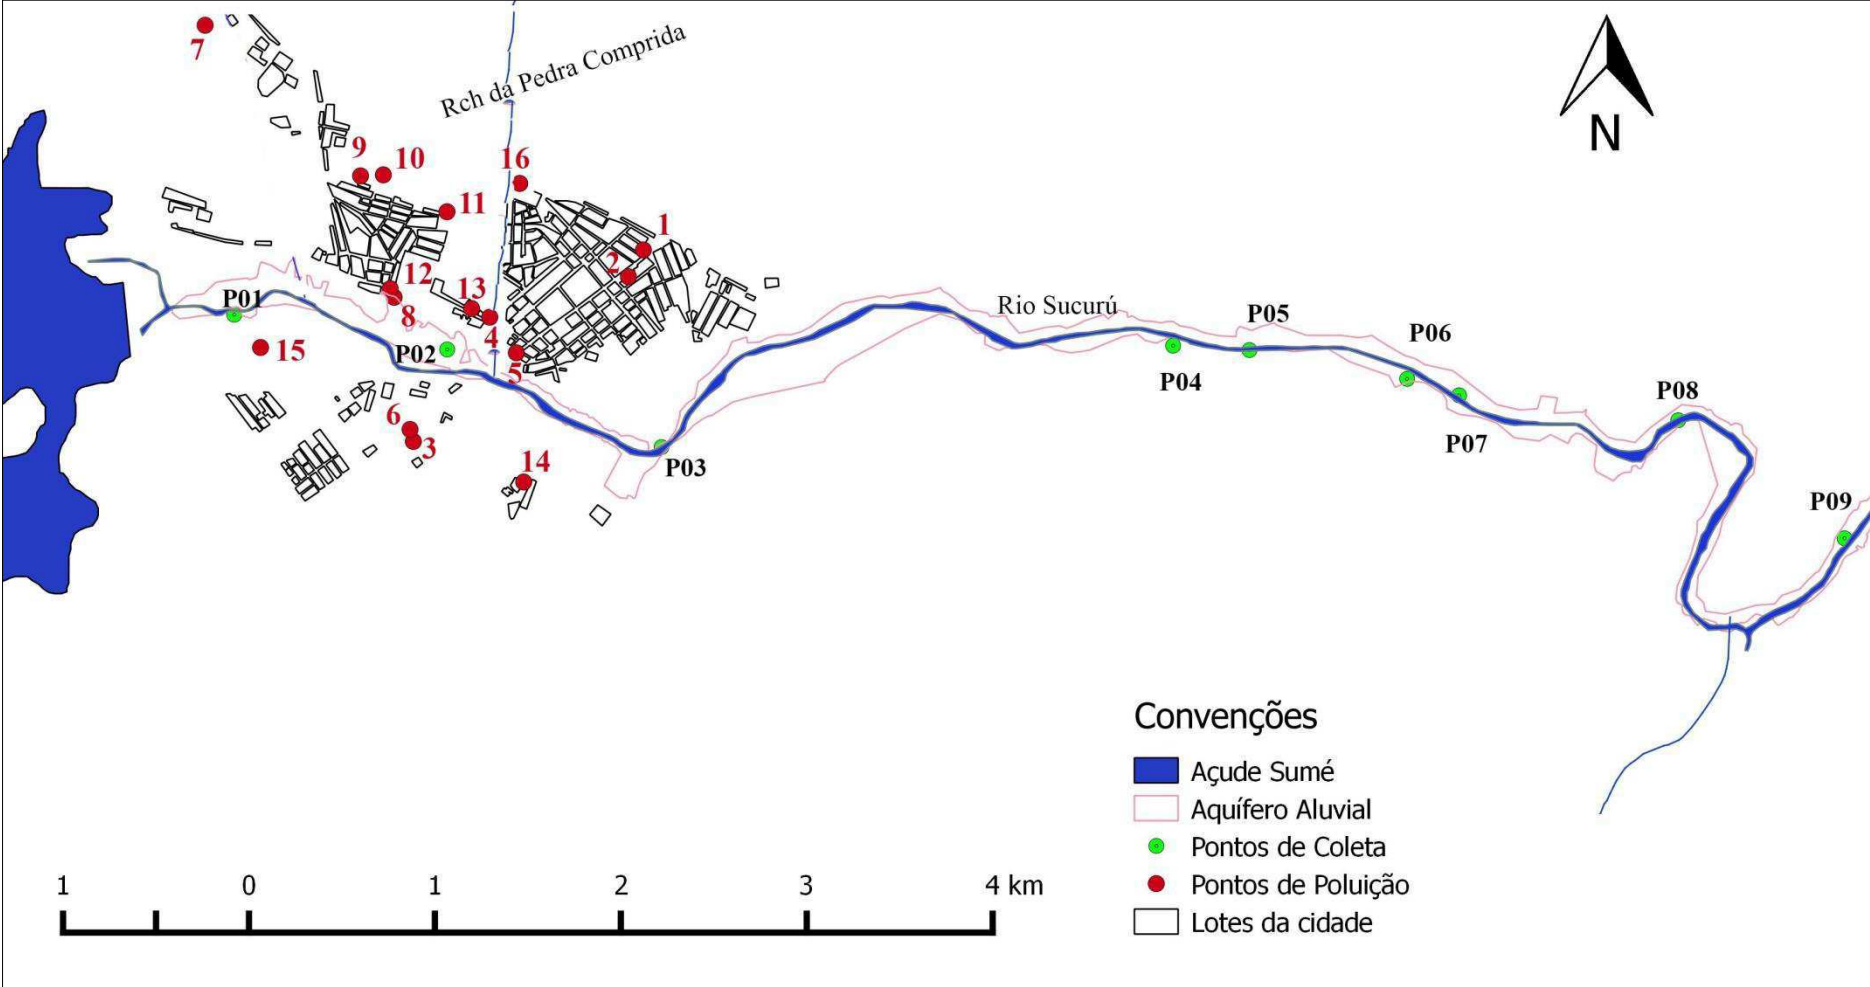 7
Rch da Pedra Comprida
N
9
10
16
11
1
2
12
13
P01
8
4
Rio Sucurú
P05
P06
15
P02
5
P04
P08
6
3
P07
14
P03
P09
Convenções
Açude Sumé
Aquífero Aluvial
Pontos de Coleta
Pontos de Poluição
Lotes da cidade
1 0 1 2 3 4 km